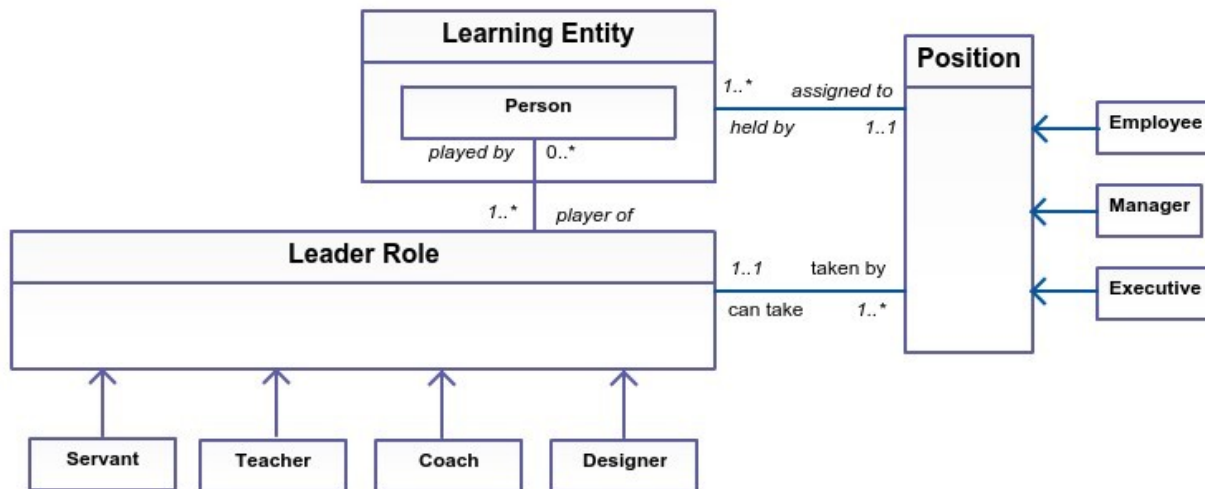 Learning Entity
Person
played by 0..*
1..* player of
Position
1..* assigned to
held by 1..1
Employee
Manager
Executive
Leader Role
1..1 taken by
can take 1..*
Servant
Teacher
Coach
Designer